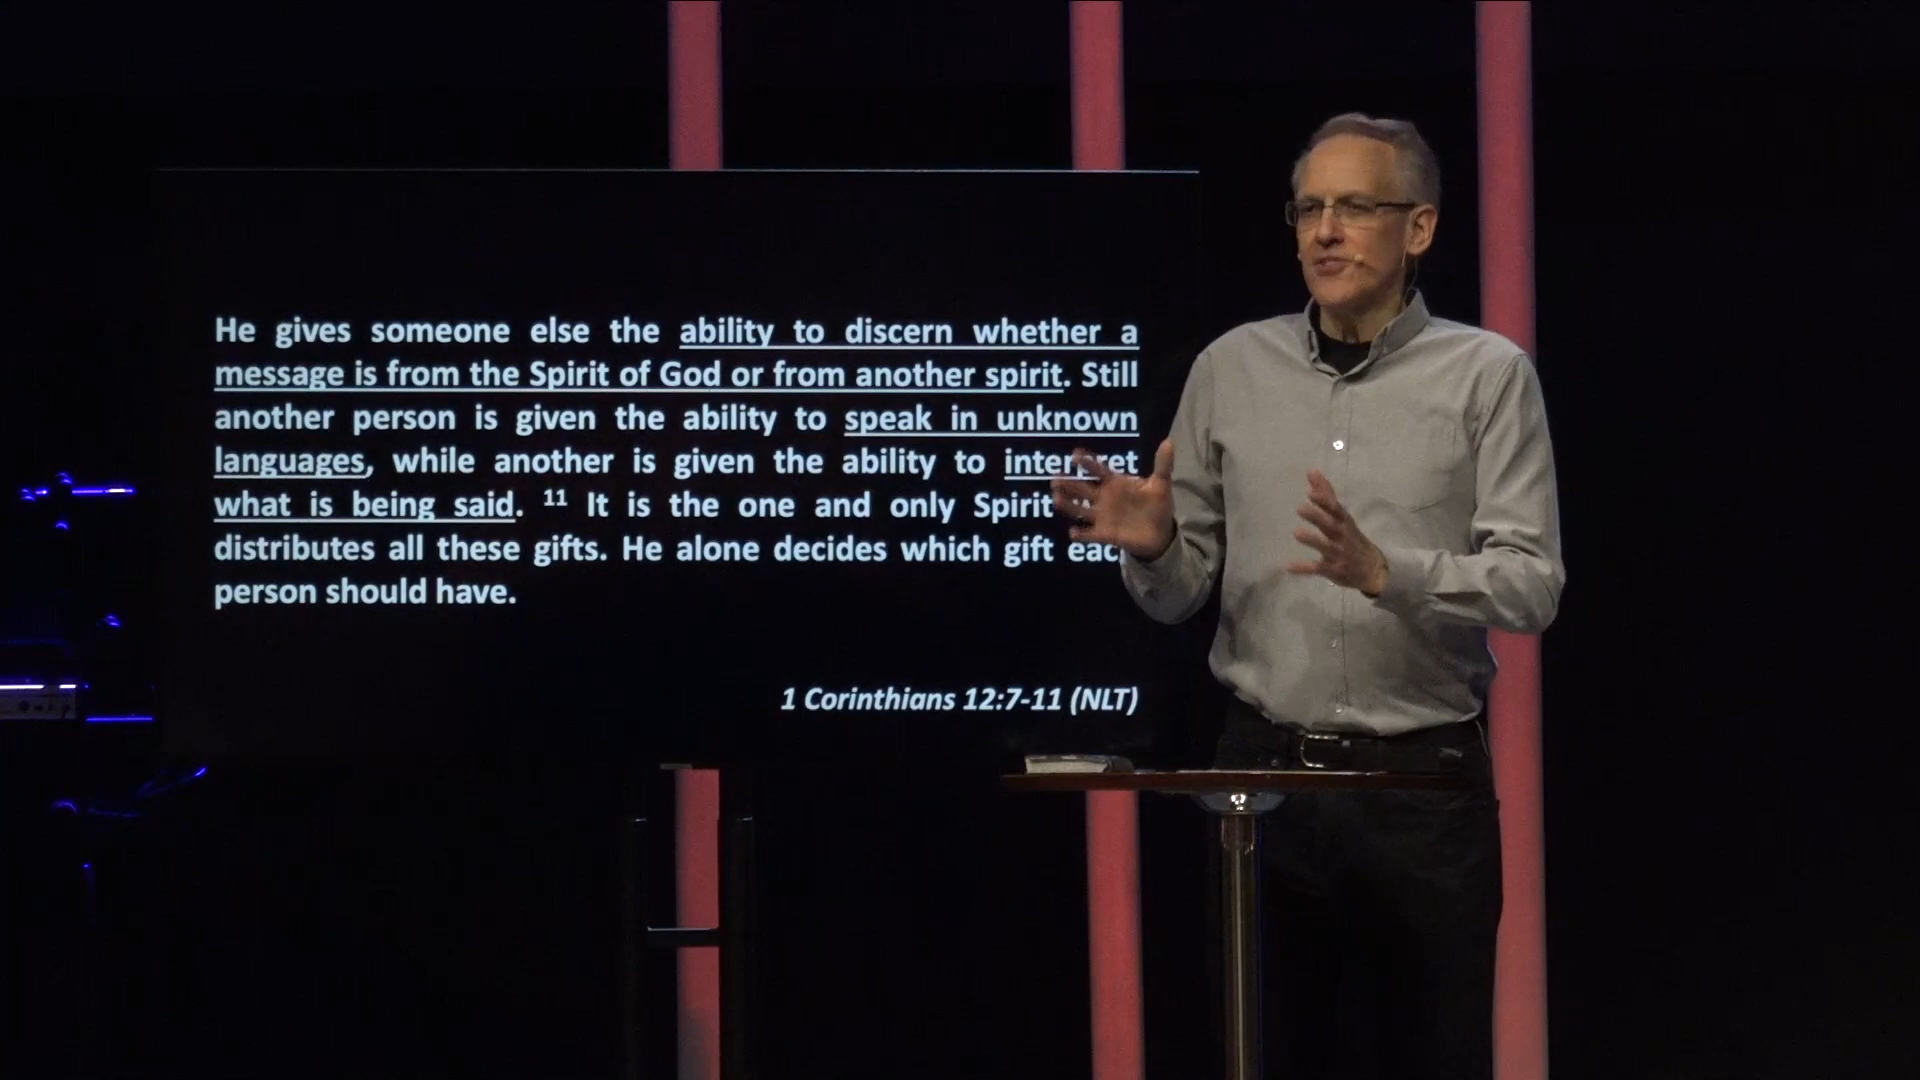 He gives someone else the ability to discern whether a
message is from the Spirit of God or from another spirit. Still
another person is given the ability to speak in unknown
languages, while another is given the ability to interpret
what is being said. 11 It is the one and only Spirit
distributes all these gifts. He alone decides which gift each
person should have.
1 Corinthians 12:7-11 (NLT)